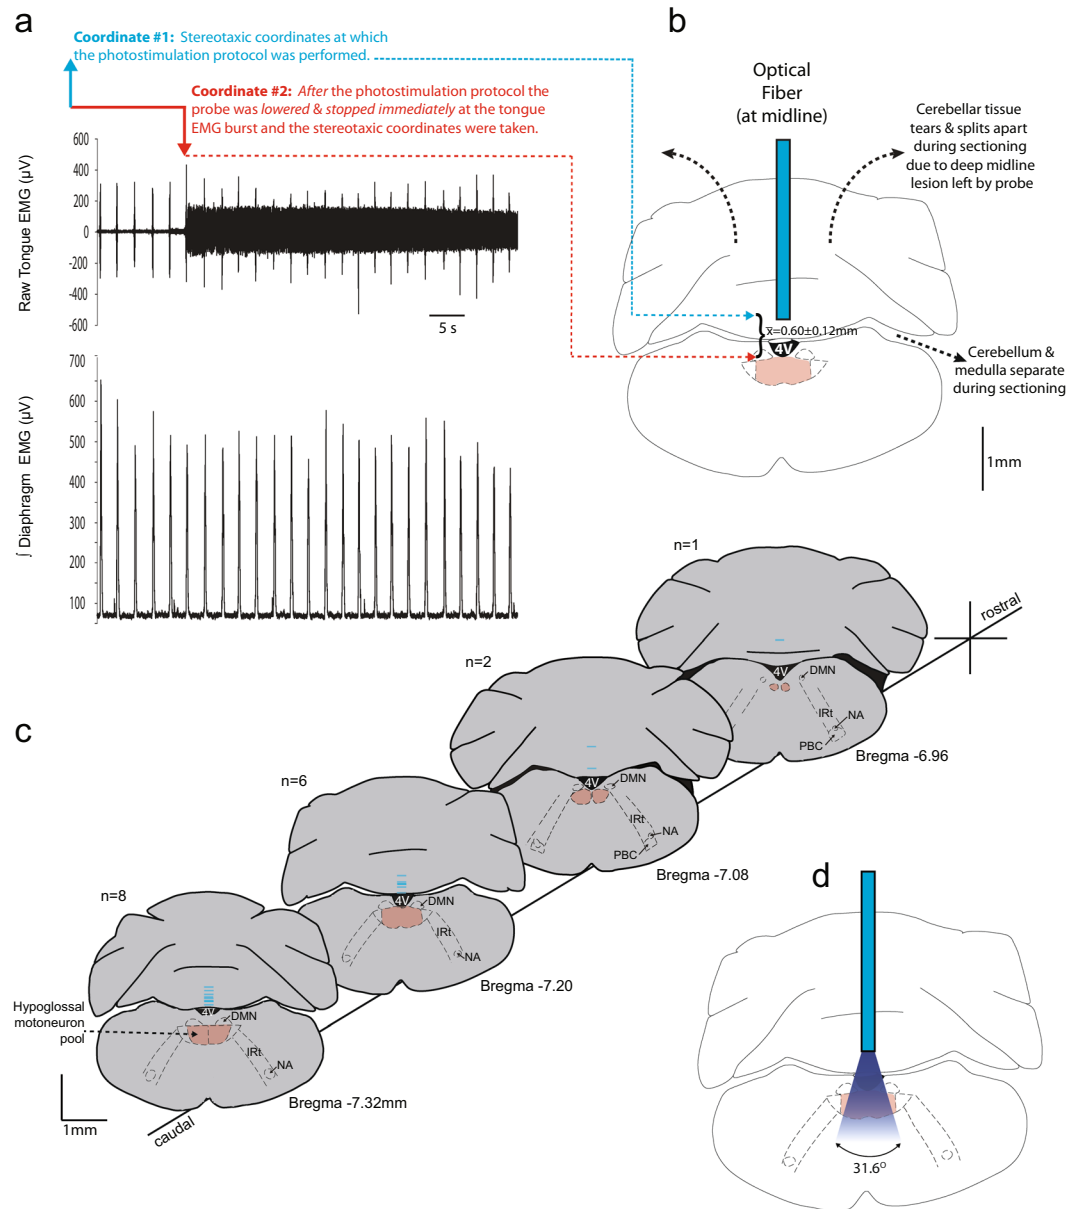 a
Coordinate #1: Stereotaxic coordinates at which
the photostimulation protocol was performed.
Coordinate #2: After the photostimulation protocol the
probe was lowered & stopped immediately at the tongue
EMG burst and the stereotaxic coordinates were taken.
Raw Tongue EMG (µV)
600
400
200
0
-200
-400
-600
5 s
∫ Diaphragm EMG (µV)
700
600
500
400
300
200
100
b
Optical
Fiber
(at midline)
Cerebellar tissue
tears & splits apart
during sectioning
due to deep midline
lesion left by probe
x̄=0.60±0.12mm
4V
Cerebellum &
medulla separate
during sectioning
1mm
c
n=1
rostral
4V
DMN
IRt
NA
PBC
Bregma -6.96
n=2
4V
DMN
IRt
NA
PBC
Bregma -7.08
n=6
4V
DMN
IRt
NA
Bregma -7.20
n=8
4V
DMN
IRt
NA
Hypoglossal
motoneuron
pool
Bregma -7.32mm
1mm
caudal
d
31.6°